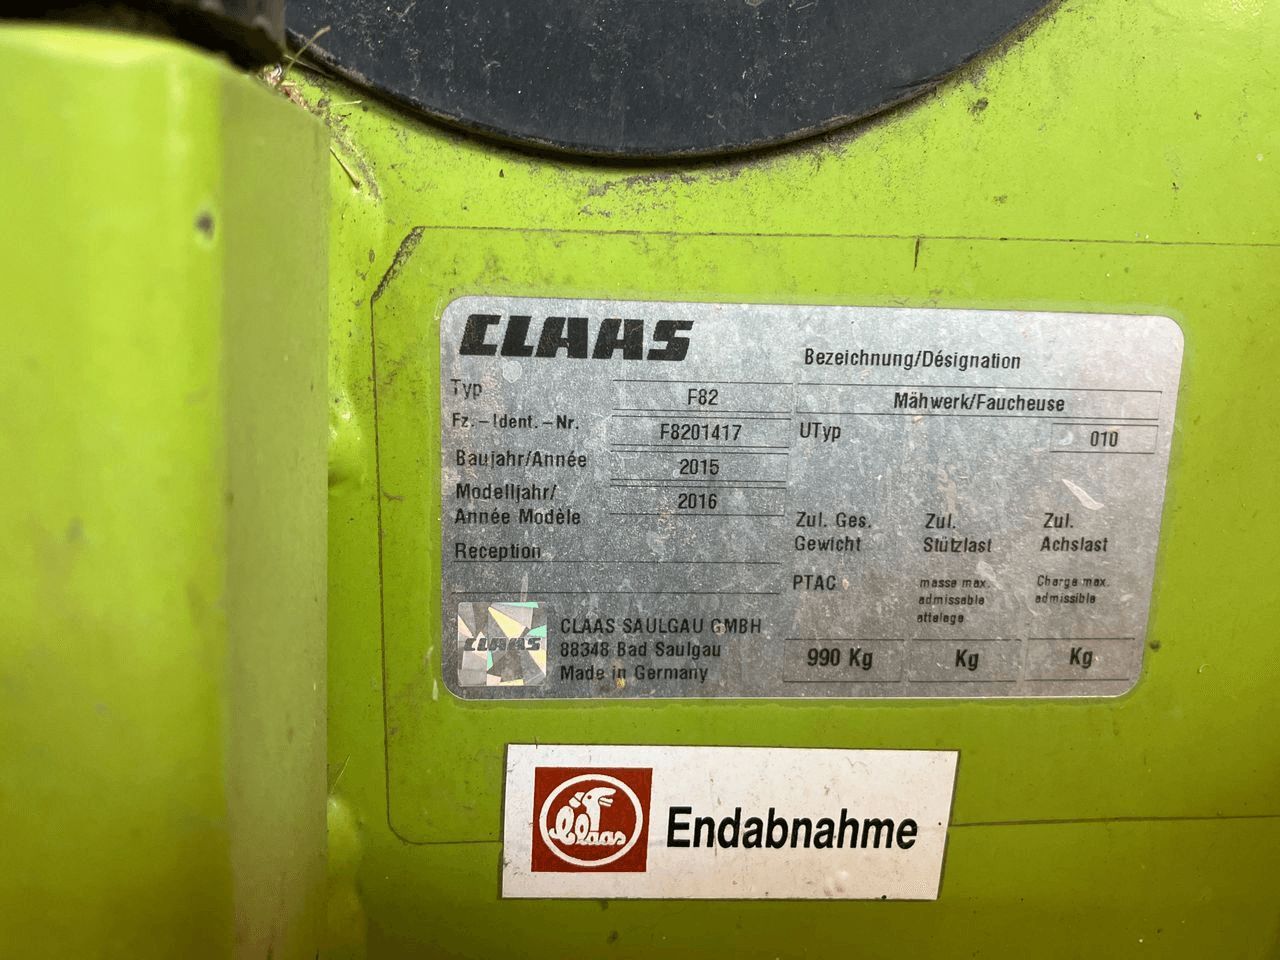 CLAAS
Bezeichnung/Désignation
Typ F82
Mähwerk/Faucheuse
Fz.-Ident.-Nr. F8201417
UTyp 010
Baujahr/Année 2015
Modelljahr/
Année Modèle 2016
Reception
Zul. Ges.
Gewicht
PTAC
990 Kg
Zul.
Stützlast
masse max.
admissable
attelage
Kg
Zul.
Achslast
Charge max.
admissible
Kg
CLAAS
CLAAS SAULGAU GMBH
88348 Bad Saulgau
Made in Germany
Claas
Endabnahme